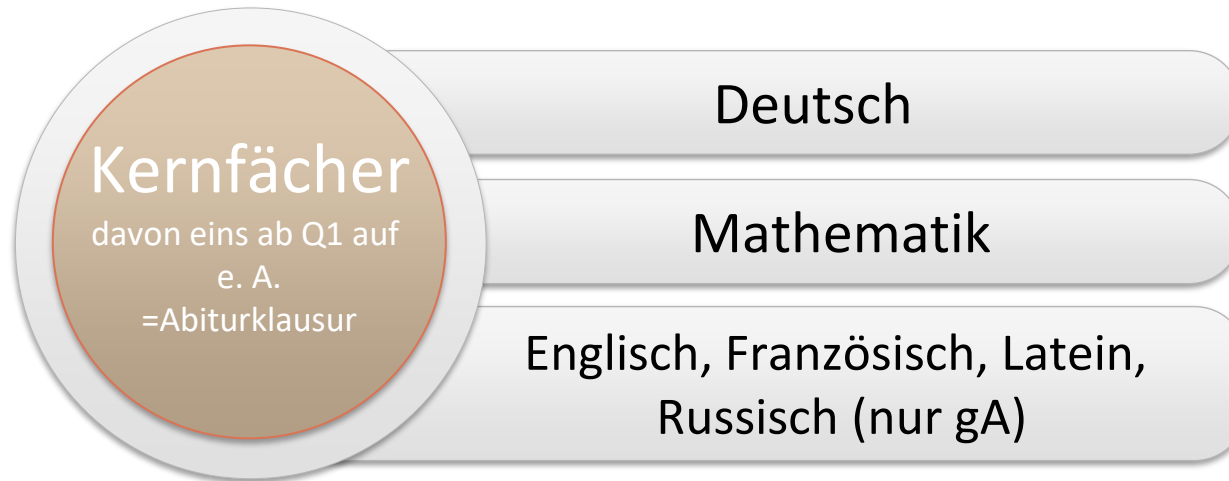 Kernfächer
davon eins ab Q1 auf
e. A.
=Abiturklausur
Deutsch
Mathematik
Englisch, Französisch, Latein,
Russisch (nur gA)